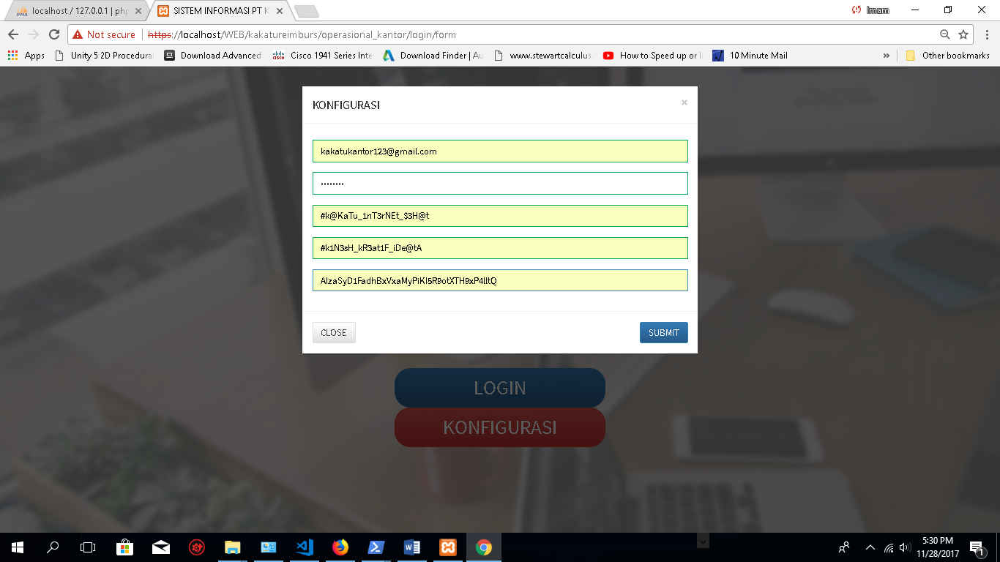 localhost / 127.0.0.1 | php
SISTEM INFORMASI PT K
Imam
Not secure
https://localhost/WEB/kakatureimburs/operasional_kantor/login/form
Apps
Unity 5 2D Procedural
Download Advanced
Cisco 1941 Series Inte
Download Finder | Au
www.stewartcalculus.
How to Speed up or
10 Minute Mail
»
Other bookmarks
KONFIGURASI
×
kakatukantor123@gmail.com
••••••••
#k@KaTu_1nT3rNEt_$3H@t
#k1N3sH_kR3at1F_iDe@tA
CLOSE
SUBMIT
LOGIN
KONFIGURASI
5:30 PM
11/28/2017
1